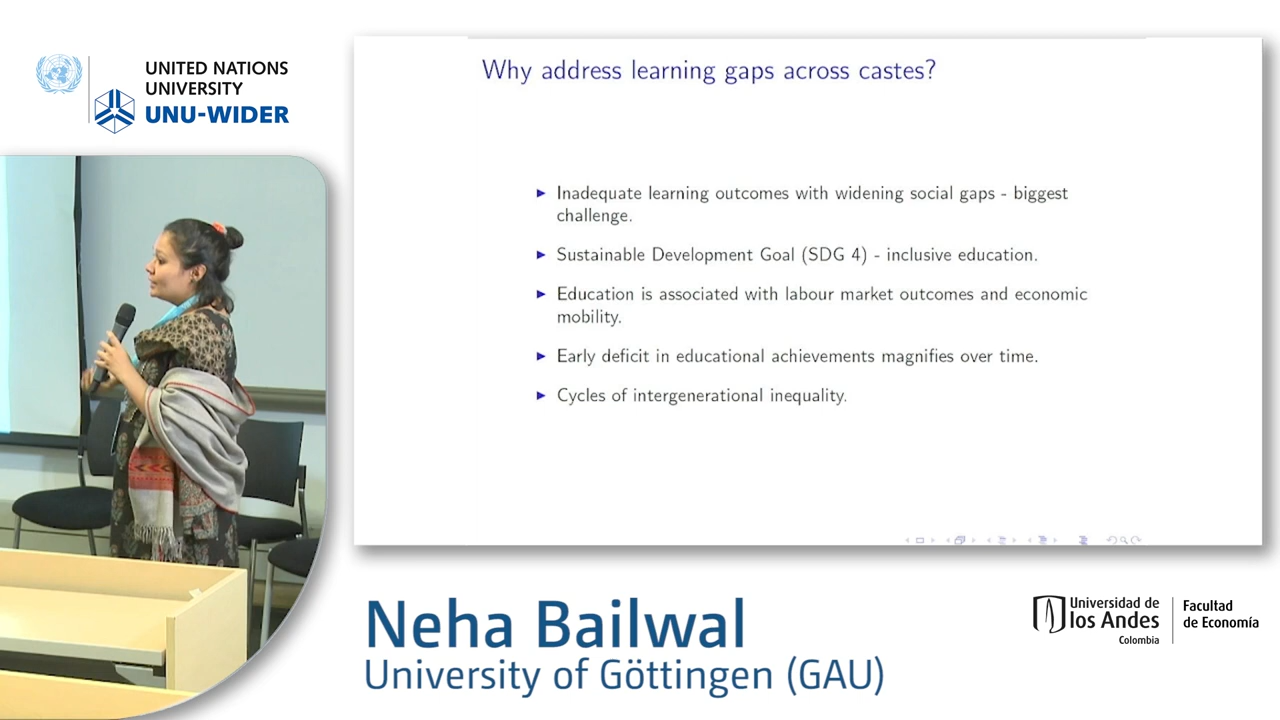 UNITED NATIONS
UNIVERSITY
UNU-WIDER
Why address learning gaps across castes?
Inadequate learning outcomes with widening social gaps - biggest
challenge.
Sustainable Development Goal (SDG 4) - inclusive education.
Education is associated with labour market outcomes and economic
mobility.
Early deficit in educational achievements magnifies over time.
Cycles of intergenerational inequality.
Neha Bailwal
University of Göttingen (GAU)
Universidad de
los Andes
Colombia
Facultad
de Economía